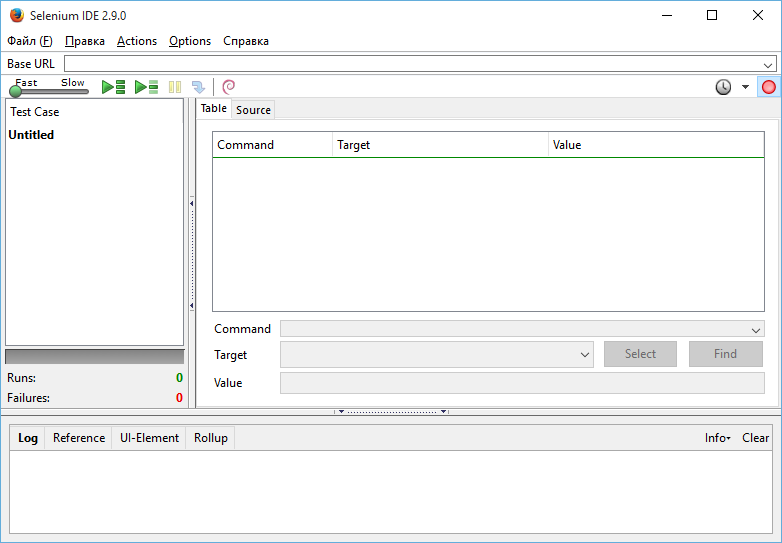 Selenium IDE 2.9.0
Файл (F) Правка Actions Options Справка
Base URL
Fast Slow
Test Case
Untitled
Runs: 0
Failures: 0
Table Source
Command Target Value
Command
Target Select Find
Value
Log Reference UI-Element Rollup Info Clear